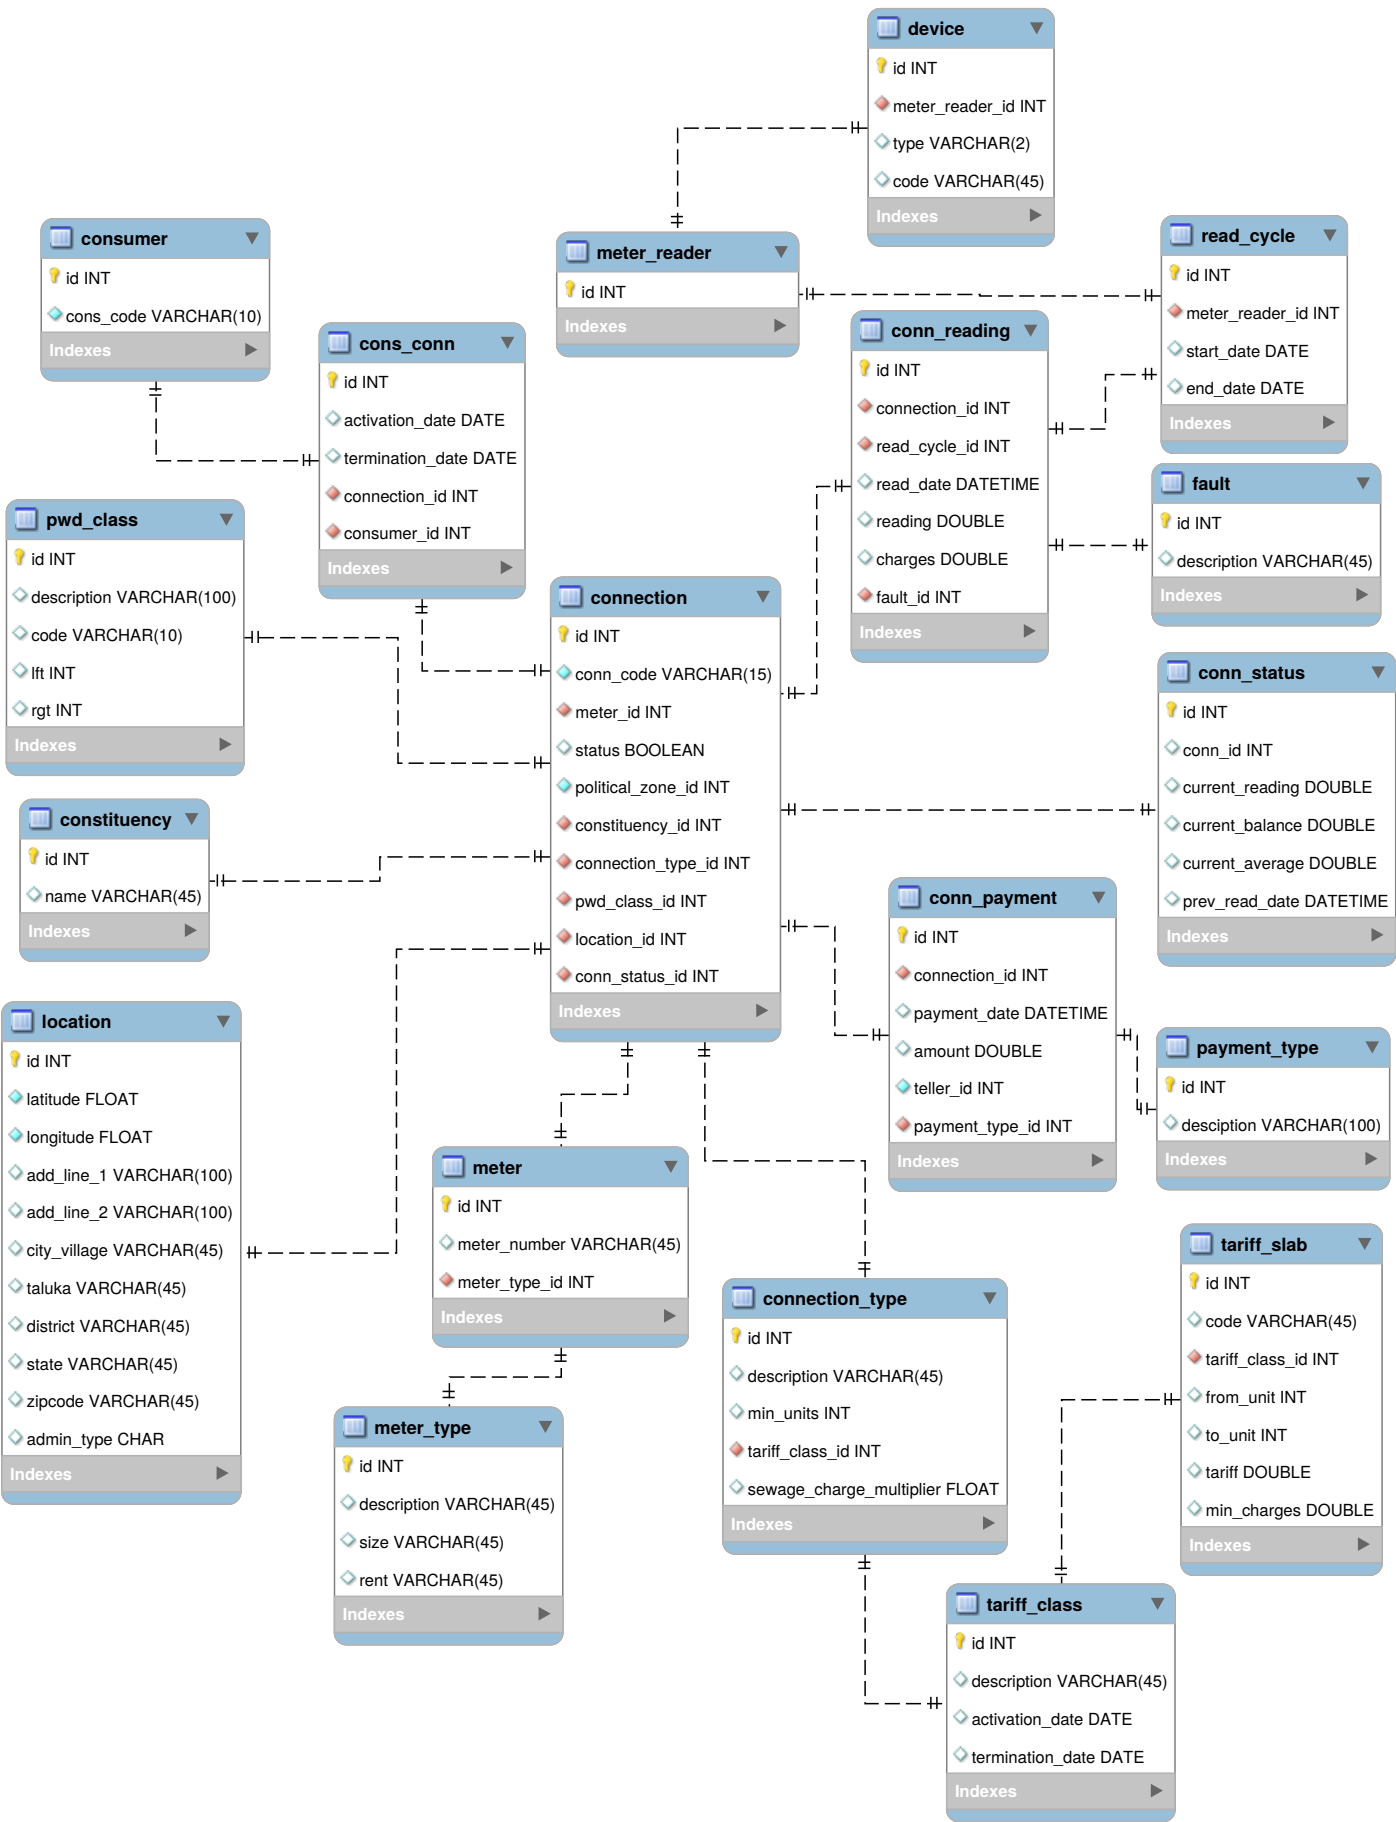 device
id INT
meter_reader_id INT
type VARCHAR(2)
code VARCHAR(45)
Indexes
consumer
id INT
cons_code VARCHAR(10)
Indexes
meter_reader
id INT
Indexes
read_cycle
id INT
meter_reader_id INT
start_date DATE
end_date DATE
Indexes
cons_conn
id INT
activation_date DATE
termination_date DATE
connection_id INT
consumer_id INT
Indexes
conn_reading
id INT
connection_id INT
read_cycle_id INT
read_date DATETIME
reading DOUBLE
charges DOUBLE
fault_id INT
Indexes
fault
id INT
description VARCHAR(45)
Indexes
pwd_class
id INT
description VARCHAR(100)
code VARCHAR(10)
lft INT
rgt INT
Indexes
connection
id INT
conn_code VARCHAR(15)
meter_id INT
status BOOLEAN
political_zone_id INT
constituency_id INT
connection_type_id INT
pwd_class_id INT
location_id INT
conn_status_id INT
Indexes
conn_status
id INT
conn_id INT
current_reading DOUBLE
current_balance DOUBLE
current_average DOUBLE
prev_read_date DATETIME
Indexes
constituency
id INT
name VARCHAR(45)
Indexes
conn_payment
id INT
connection_id INT
payment_date DATETIME
amount DOUBLE
teller_id INT
payment_type_id INT
Indexes
payment_type
id INT
desciption VARCHAR(100)
Indexes
location
id INT
latitude FLOAT
longitude FLOAT
add_line_1 VARCHAR(100)
add_line_2 VARCHAR(100)
city_village VARCHAR(45)
taluka VARCHAR(45)
district VARCHAR(45)
state VARCHAR(45)
zipcode VARCHAR(45)
admin_type CHAR
Indexes
meter
id INT
meter_number VARCHAR(45)
meter_type_id INT
Indexes
connection_type
id INT
description VARCHAR(45)
min_units INT
tariff_class_id INT
sewage_charge_multiplier FLOAT
Indexes
tariff_slab
id INT
code VARCHAR(45)
tariff_class_id INT
from_unit INT
to_unit INT
tariff DOUBLE
min_charges DOUBLE
Indexes
meter_type
id INT
description VARCHAR(45)
size VARCHAR(45)
rent VARCHAR(45)
Indexes
tariff_class
id INT
description VARCHAR(45)
activation_date DATE
termination_date DATE
Indexes